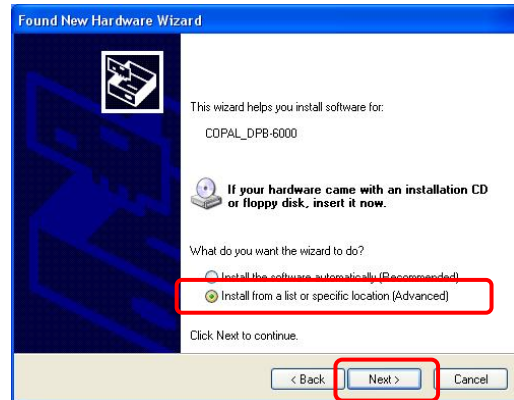 Found New Hardware Wizard
This wizard helps you install software for:
COPAL_DPB-6000
If your hardware came with an installation CD
or floppy disk, insert it now.
What do you want the wizard to do?
Install the software automatically (Recommended)
Install from a list or specific location (Advanced)
Click Next to continue.
< Back
Next >
Cancel